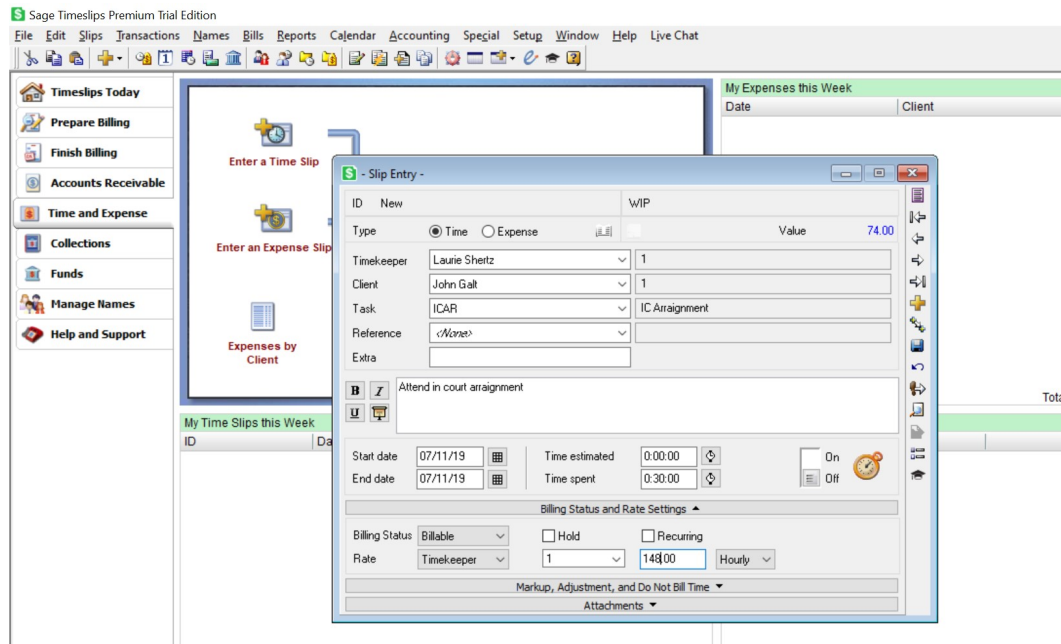 Sage Timeslips Premium Trial Edition
File Edit Slips Transactions Names Bills Reports Calendar Accounting Special Setup Window Help Live Chat
Timeslips Today
Prepare Billing
Finish Billing
Accounts Receivable
Time and Expense
Collections
Funds
Manage Names
Help and Support
Enter a Time Slip
Enter an Expense Slip
Expenses by
Client
My Expenses this Week
Date Client
My Time Slips this Week
ID Da
Tota
- Slip Entry -
ID New WIP
Type Time Expense Value 74.00
Timekeeper Laurie Shertz 1
Client John Galt 1
Task ICAR IC Arraignment
Reference <None>
Extra
B I Attend in court arraignment
U
Start date 07/11/19 Time estimated 0:00:00 On
End date 07/11/19 Time spent 0:30:00 Off
Billing Status and Rate Settings
Billing Status Billable Hold Recurring
Rate Timekeeper 1 148.00 Hourly
Markup, Adjustment, and Do Not Bill Time
Attachments